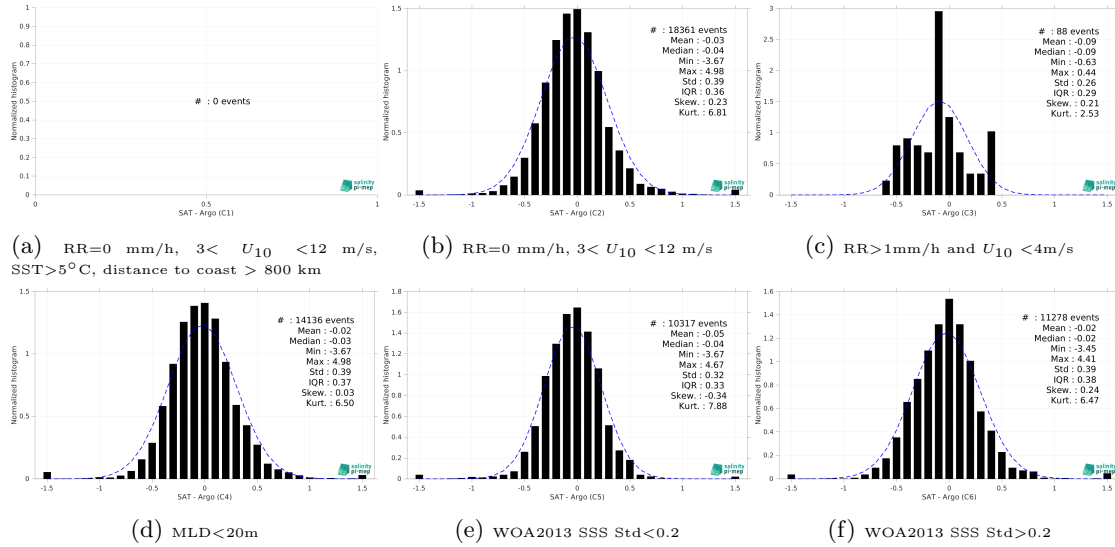 1
0.9
0.8
0.7
0.6
0.5
0.4
0.3
0.2
0.1
0
Normalized histogram
# : 0 events
salinity
pi-mep
0 0.5 1
SAT - Argo (C1)
(a) RR=0 mm/h, 3< U10 <12 m/s,
SST>5°C, distance to coast > 800 km
1.5
1
0.5
0
Normalized histogram
# : 18361 events
Mean : -0.03
Median : -0.04
Min : -3.67
Max : 4.98
Std : 0.39
IQR : 0.36
Skew. : 0.23
Kurt. : 6.81
salinity
pi-mep
-1.5 -1 -0.5 0 0.5 1 1.5
SAT - Argo (C2)
(b) RR=0 mm/h, 3< U10 <12 m/s
3
2.5
2
1.5
1
0.5
0
Normalized histogram
# : 88 events
Mean : -0.09
Median : -0.09
Min : -0.63
Max : 0.44
Std : 0.26
IQR : 0.29
Skew. : 0.21
Kurt. : 2.53
salinity
pi-mep
-1.5 -1 -0.5 0 0.5 1 1.5
SAT - Argo (C3)
(c) RR>1mm/h and U10 <4m/s
1.5
1
0.5
0
Normalized histogram
# : 14136 events
Mean : -0.02
Median : -0.03
Min : -3.67
Max : 4.98
Std : 0.39
IQR : 0.37
Skew. : 0.03
Kurt. : 6.50
salinity
pi-mep
-1.5 -1 -0.5 0 0.5 1 1.5
SAT - Argo (C4)
(d) MLD<20m
1.8
1.6
1.4
1.2
1
0.8
0.6
0.4
0.2
0
Normalized histogram
# : 10317 events
Mean : -0.05
Median : -0.04
Min : -3.67
Max : 4.67
Std : 0.32
IQR : 0.33
Skew. : -0.34
Kurt. : 7.88
salinity
pi-mep
-1.5 -1 -0.5 0 0.5 1 1.5
SAT - Argo (C5)
(e) WOA2013 SSS Std<0.2
1.6
1.4
1.2
1
0.8
0.6
0.4
0.2
0
Normalized histogram
# : 11278 events
Mean : -0.02
Median : -0.02
Min : -3.45
Max : 4.41
Std : 0.39
IQR : 0.38
Skew. : 0.24
Kurt. : 6.47
salinity
pi-mep
-1.5 -1 -0.5 0 0.5 1 1.5
SAT - Argo (C6)
(f) WOA2013 SSS Std>0.2